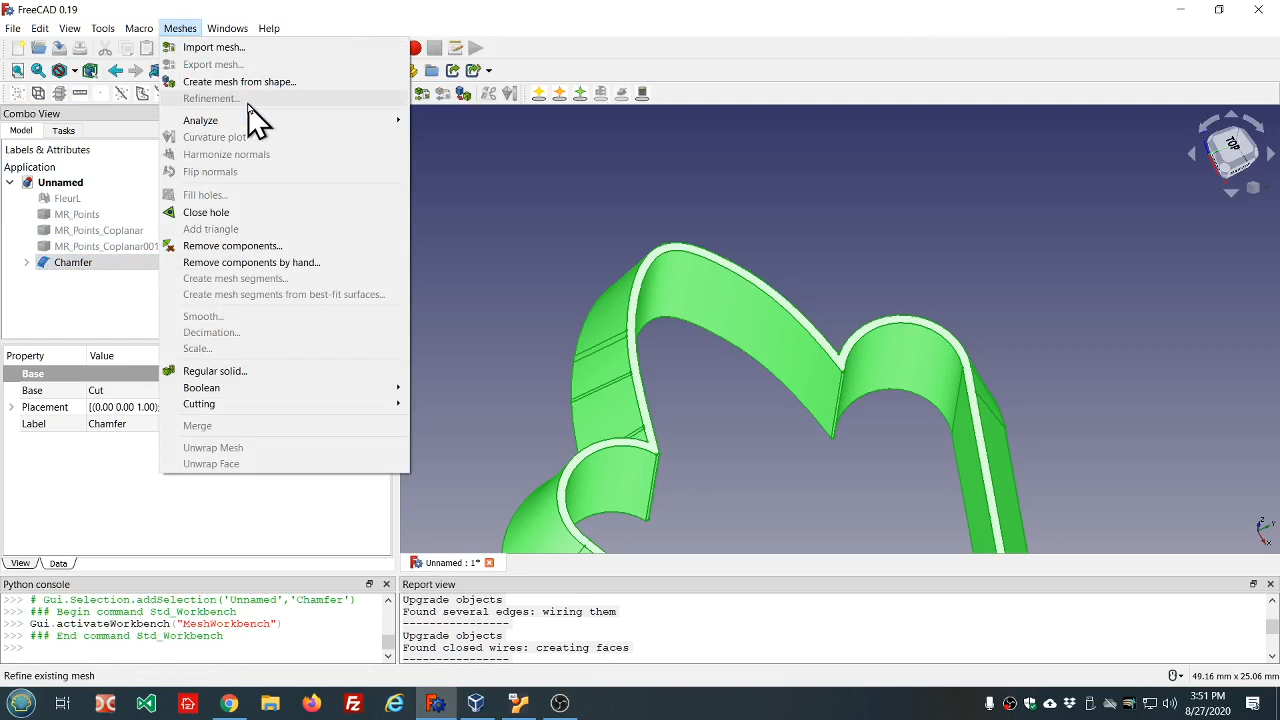 FreeCAD 0.19
File Edit View Tools Macro Meshes Windows Help
Import mesh...
Export mesh...
Create mesh from shape...
Refinement...
Analyze
Curvature plot
Harmonize normals
Flip normals
Fill holes...
Close hole
Add triangle
Remove components...
Remove components by hand...
Create mesh segments...
Create mesh segments from best-fit surfaces...
Smooth...
Decimation...
Scale...
Regular solid...
Boolean
Cutting
Merge
Unwrap Mesh
Unwrap Face
Combo View
Model Tasks
Labels & Attributes
Application
Unnamed
FleurL
MR_Points
MR_Points_Coplanar
MR_Points_Coplanar001
Chamfer
Property Value
Base
Base Cut
Placement [(0.00 0.00 1.00);
Label Chamfer
View Data
TOP
Unnamed : 1*
Python console
>>> # Gui.Selection.addSelection('Unnamed','Chamfer')
>>> ### Begin command Std_Workbench
>>> Gui.activateWorkbench("MeshWorkbench")
>>> ### End command Std_Workbench
>>>
Report view
Upgrade objects
Found several edges: wiring them
----------------
Upgrade objects
Found closed wires: creating faces
----------------
Refine existing mesh
49.16 mm x 25.06 mm
3:51 PM
8/27/2020